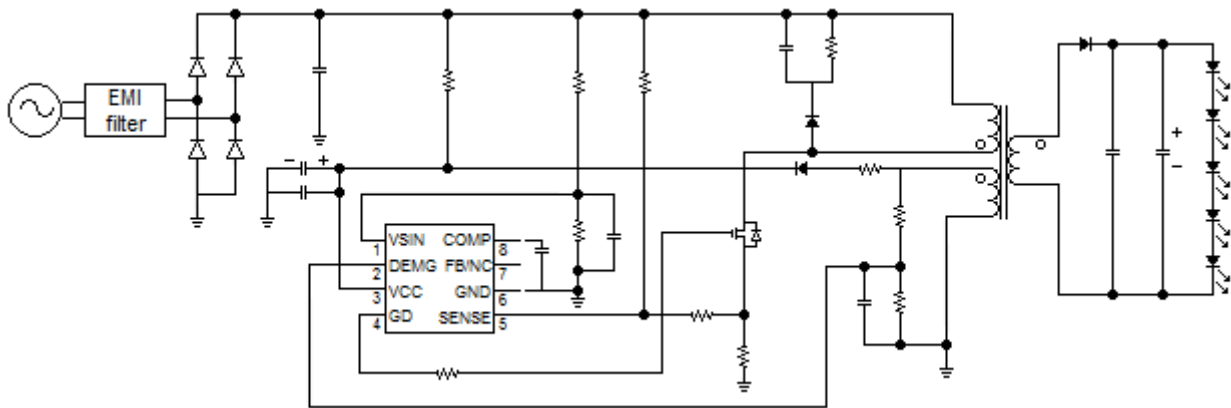 EMI
filter
− +
+
−
VSIN COMP
1 8
DEMG FB/NC
2 7
VCC GND
3 6
GD SENSE
4 5